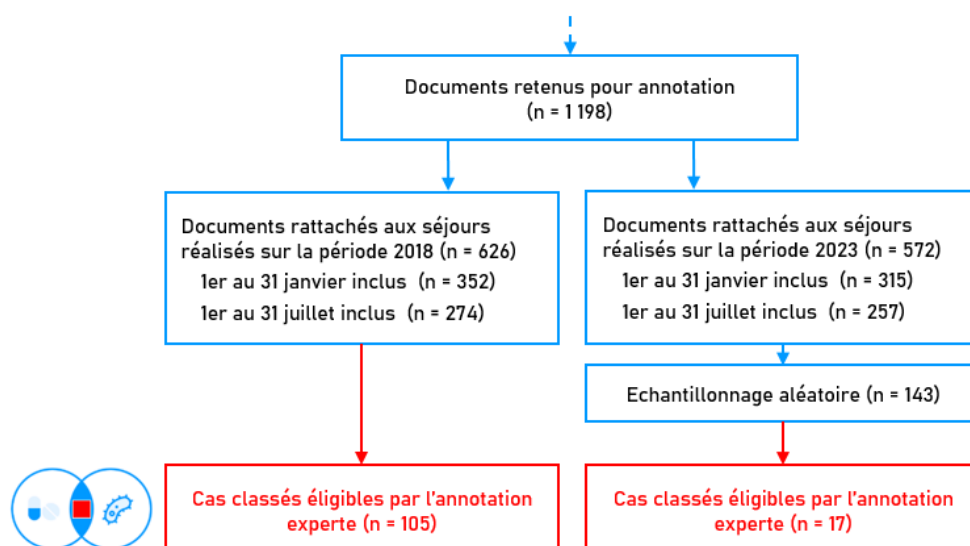 Documents retenus pour annotation
(n = 1 198)
Documents rattachés aux séjours
réalisés sur la période 2018 (n = 626)
1er au 31 janvier inclus (n = 352)
1er au 31 juillet inclus (n = 274)
Documents rattachés aux séjours
réalisés sur la période 2023 (n = 572)
1er au 31 janvier inclus (n = 315)
1er au 31 juillet inclus (n = 257)
Echantillonnage aléatoire (n = 143)
Cas classés éligibles par l'annotation
experte (n = 105)
Cas classés éligibles par l'annotation
experte (n = 17)